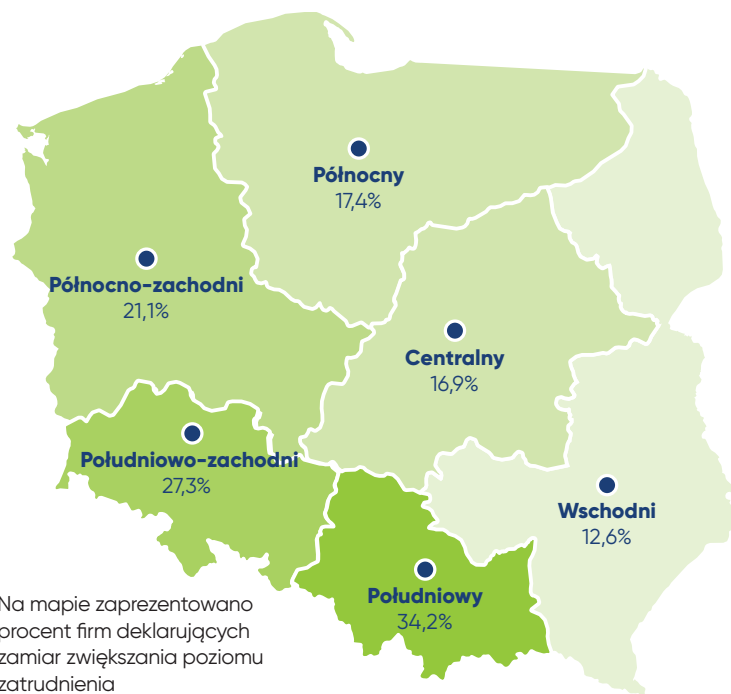 Północny
17,4%
Północno-zachodni
21,1%
Centralny
16,9%
Południowo-zachodni
27,3%
Wschodni
12,6%
Południowy
34,2%
Na mapie zaprezentowano
procent firm deklarujących
zamiar zwiększania poziomu
zatrudnienia